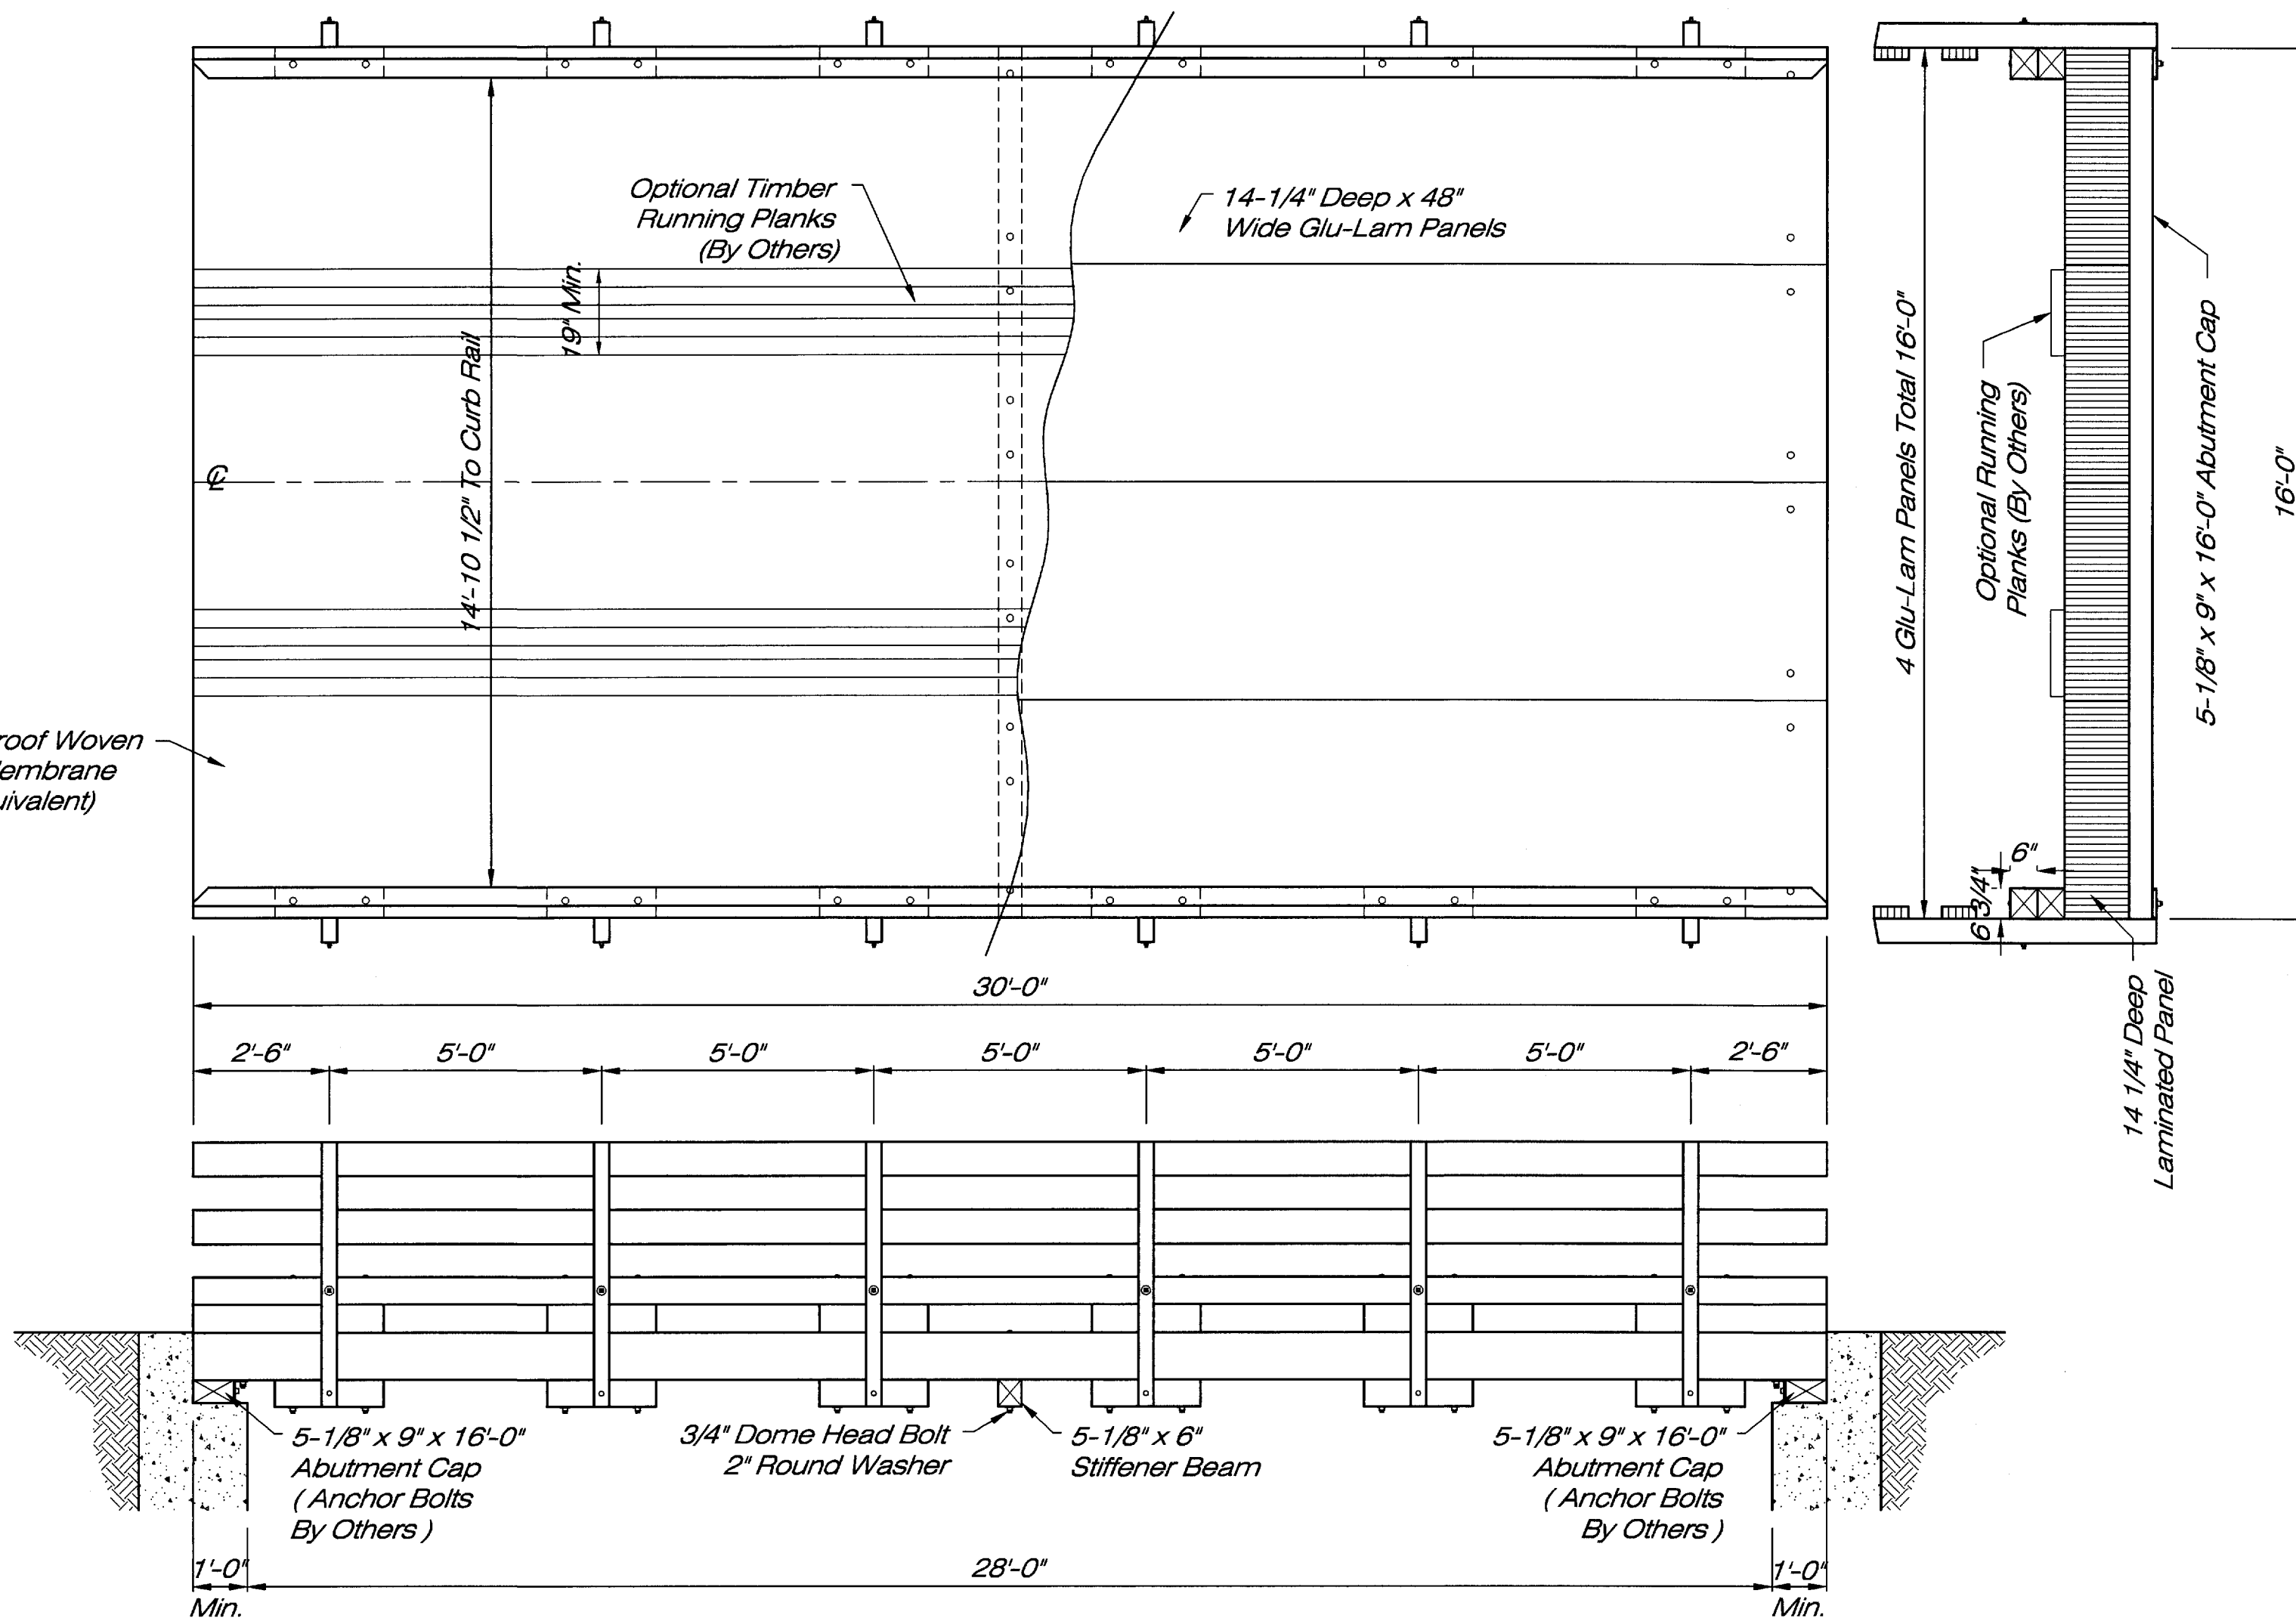 Optional Timber
Running Planks
(By Others)
14-1/4" Deep x 48"
Wide Glu-Lam Panels
19" Min.
14'-10 1/2" To Curb Rail
℄
Woven
30'-0"
2'-6"
5'-0"
5'-0"
5'-0"
5'-0"
5'-0"
2'-6"
5-1/8" x 9" x 16'-0"
Abutment Cap
( Anchor Bolts
By Others )
3/4" Dome Head Bolt
2" Round Washer
5-1/8" x 6"
Stiffener Beam
5-1/8" x 9" x 16'-0"
Abutment Cap
( Anchor Bolts
By Others )
1'-0"
Min.
28'-0"
1'-0"
Min.
4 Glu-Lam Panels Total 16'-0"
Optional Running
Planks (By Others)
5-1/8" x 9" x 16'-0" Abutment Cap
16'-0"
6"
6 3/4"
14 1/4" Deep
Laminated Panel